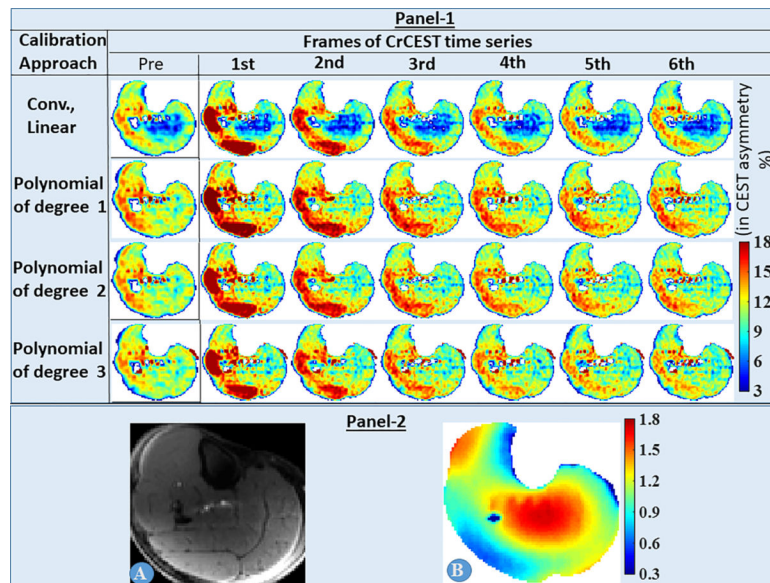 Panel-1
Calibration Approach
Frames of CrCEST time series
Pre 1st 2nd 3rd 4th 5th 6th
Conv., Linear
Polynomial of degree 1
Polynomial of degree 2
Polynomial of degree 3
(in CEST asymmetry %)
18
15
12
9
6
3
Panel-2
A
B
1.8
1.5
1.2
0.9
0.6
0.3